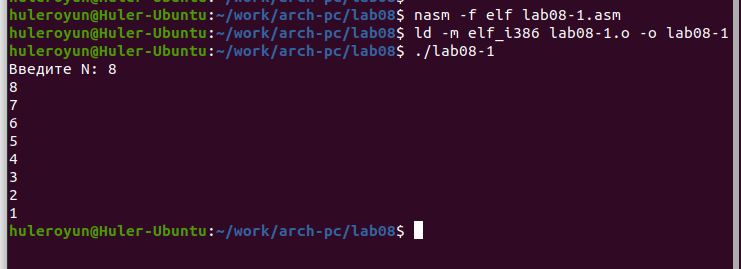 huleroyun@Huler-Ubuntu:~/work/arch-pc/lab08$ nasm -f elf lab08-1.asm
huleroyun@Huler-Ubuntu:~/work/arch-pc/lab08$ ld -m elf_i386 lab08-1.o -o lab08-1
huleroyun@Huler-Ubuntu:~/work/arch-pc/lab08$ ./lab08-1
Введите N: 8
8
7
6
5
4
3
2
1
huleroyun@Huler-Ubuntu:~/work/arch-pc/lab08$